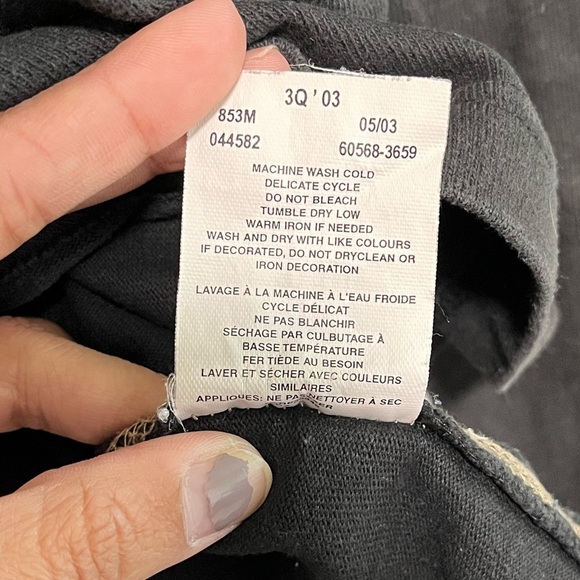 3Q ' 03
853M 05/03
044582 60568-3659
MACHINE WASH COLD
DELICATE CYCLE
DO NOT BLEACH
TUMBLE DRY LOW
WARM IRON IF NEEDED
WASH AND DRY WITH LIKE COLOURS
IF DECORATED, DO NOT DRYCLEAN OR
IRON DECORATION
LAVAGE À LA MACHINE À L'EAU FROIDE
CYCLE DÉLICAT
NE PAS BLANCHIR
SÉCHAGE PAR CULBUTAGE À
BASSE TEMPÉRATURE
FER TIÈDE AU BESOIN
LAVER ET SÉCHER AVEC COULEURS
SIMILAIRES
APPLIQUES: NE PAS NETTOYER À SEC